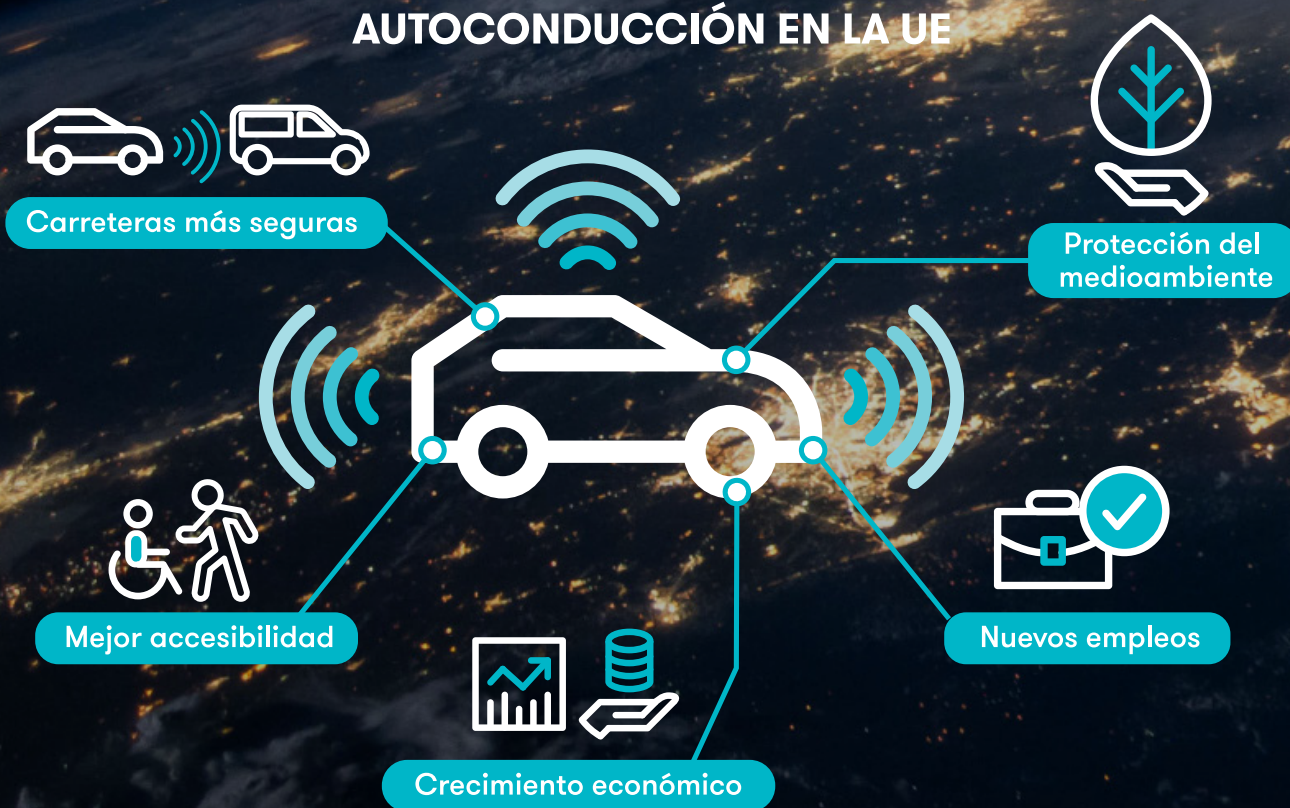 AUTOCONDUCCIÓN EN LA UE
Carreteras más seguras
Protección del
medioambiente
Mejor accesibilidad
Nuevos empleos
Crecimiento económico